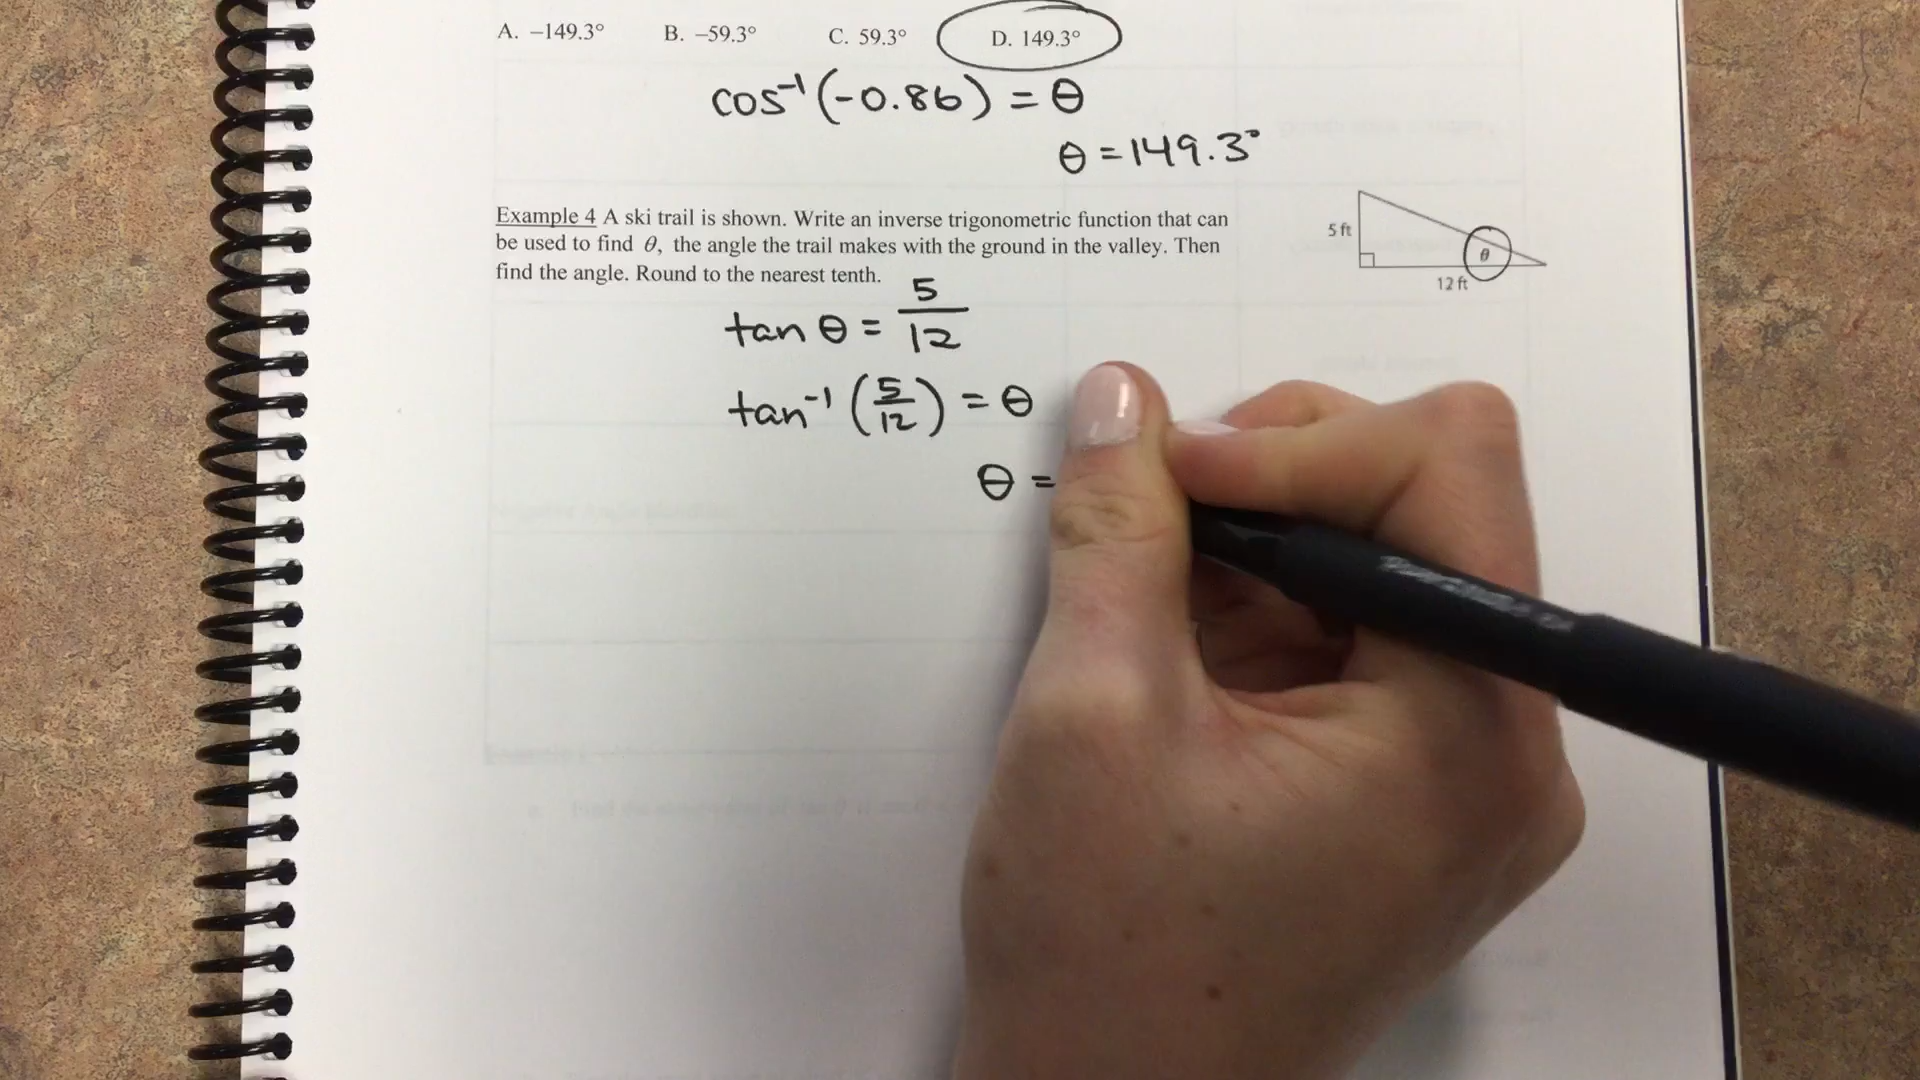 A. –149.3° B. –59.3° C. 59.3° D. 149.3°
cos⁻¹(-0.86) = θ
θ = 149.3°
Example 4 A ski trail is shown. Write an inverse trigonometric function that can
be used to find θ, the angle the trail makes with the ground in the valley. Then
find the angle. Round to the nearest tenth.
5 ft
θ
12 ft
tan θ = 5/12
tan⁻¹(5/12) = θ
θ =